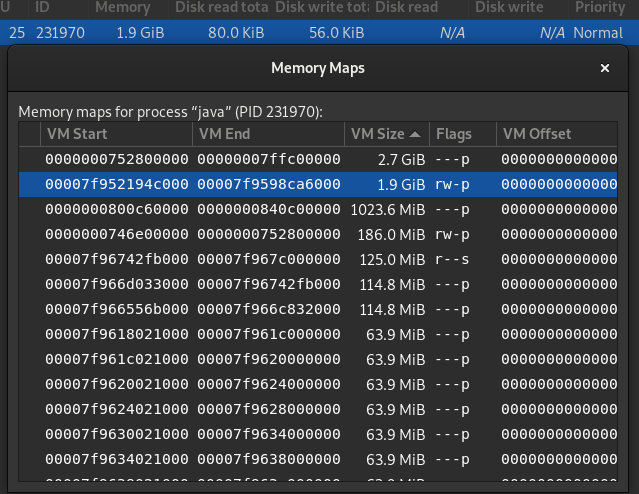 U ID Memory Disk read tota Disk write tota Disk read Disk write Priority
25 231970 1.9 GiB 80.0 KiB 56.0 KiB N/A N/A Normal
Memory Maps ×
Memory maps for process “java” (PID 231970):
VM Start VM End VM Size Flags VM Offset
0000000752800000 00000007ffc00000 2.7 GiB ---p 0000000000000
00007f952194c000 00007f9598ca6000 1.9 GiB rw-p 0000000000000
0000000800c60000 0000000840c00000 1023.6 MiB ---p 0000000000000
0000000746e00000 0000000752800000 186.0 MiB rw-p 0000000000000
00007f96742fb000 00007f967c000000 125.0 MiB r--s 0000000000000
00007f966d033000 00007f96742fb000 114.8 MiB ---p 0000000000000
00007f966556b000 00007f966c832000 114.8 MiB ---p 0000000000000
00007f9618021000 00007f961c000000 63.9 MiB ---p 0000000000000
00007f961c021000 00007f9620000000 63.9 MiB ---p 0000000000000
00007f9620021000 00007f9624000000 63.9 MiB ---p 0000000000000
00007f9624021000 00007f9628000000 63.9 MiB ---p 0000000000000
00007f9630021000 00007f9634000000 63.9 MiB ---p 0000000000000
00007f9634021000 00007f9638000000 63.9 MiB ---p 0000000000000